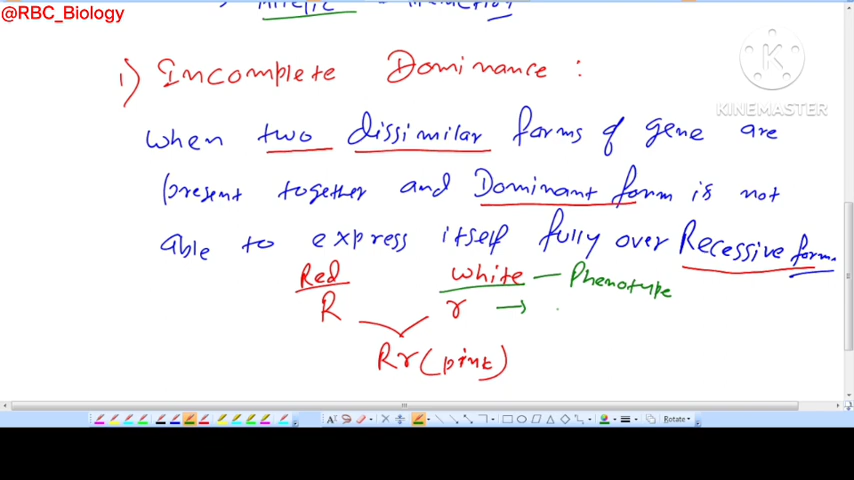 @RBC_Biology
i) Incomplete Dominance :
KINEMASTER
When two dissimilar forms of gene are
present together and Dominant form is not
able to express itself fully over Recessive form.
Red white — Phenotype
R r →
Rr (pink)
Rotate